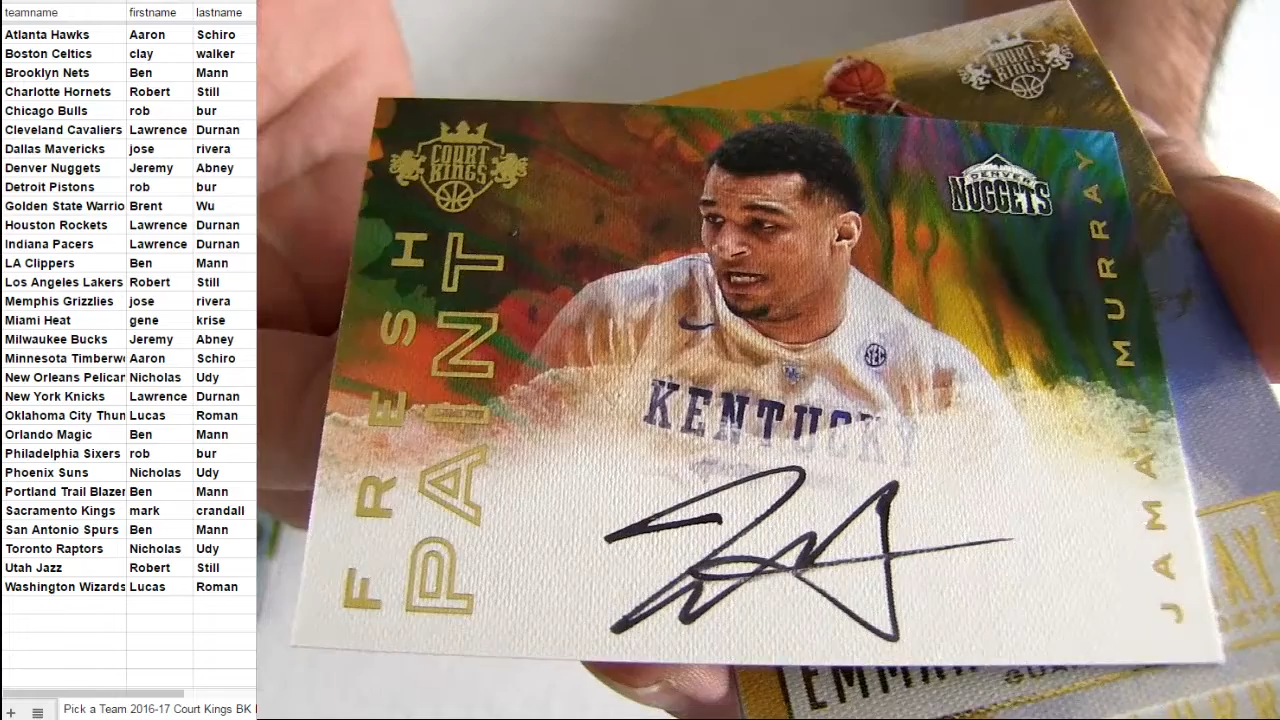 teamname firstname lastname
Atlanta Hawks Aaron Schiro
Boston Celtics clay walker
Brooklyn Nets Ben Mann
Charlotte Hornets Robert Still
Chicago Bulls rob bur
Cleveland Cavaliers Lawrence Durnan
Dallas Mavericks jose rivera
Denver Nuggets Jeremy Abney
Detroit Pistons rob bur
Golden State Warrio Brent Wu
Houston Rockets Lawrence Durnan
Indiana Pacers Lawrence Durnan
LA Clippers Ben Mann
Los Angeles Lakers Robert Still
Memphis Grizzlies jose rivera
Miami Heat gene krise
Milwaukee Bucks Jeremy Abney
Minnesota Timberw Aaron Schiro
New Orleans Pelican Nicholas Udy
New York Knicks Lawrence Durnan
Oklahoma City Thun Lucas Roman
Orlando Magic Ben Mann
Philadelphia Sixers rob bur
Phoenix Suns Nicholas Udy
Portland Trail Blazer Ben Mann
Sacramento Kings mark crandall
San Antonio Spurs Ben Mann
Toronto Raptors Nicholas Udy
Utah Jazz Robert Still
Washington Wizards Lucas Roman
Pick a Team 2016-17 Court Kings BK
COURT
KINGS
COURT
KINGS
DENVER
NUGGETS
FRESH
PAINT
JAMAL MURRAY
SEC
UK
KENTUCKY